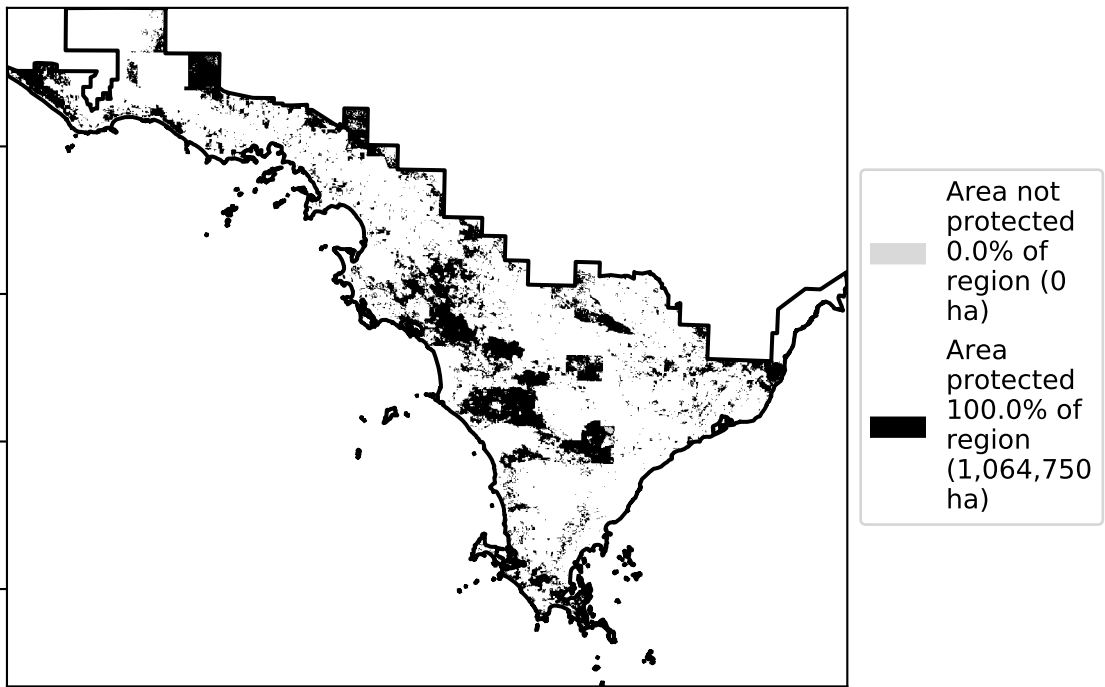 Area not
protected
0.0% of
region (0
ha)
Area
protected
100.0% of
region
(1,064,750
ha)